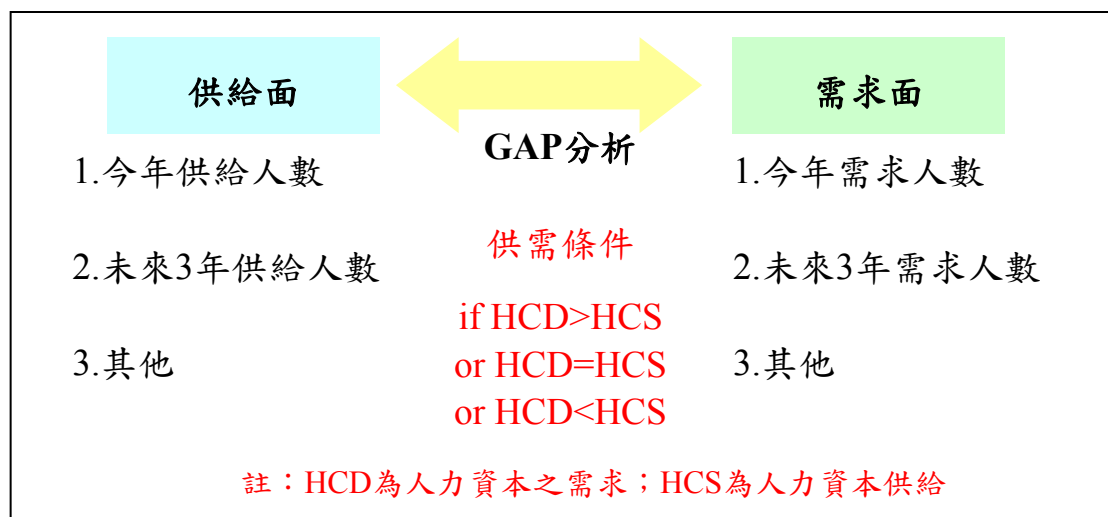 供給面
需求面
GAP分析
1.今年供給人數
1.今年需求人數
供需條件
2.未來3年供給人數
2.未來3年需求人數
if HCD>HCS
or HCD=HCS
or HCD<HCS
3.其他
3.其他
註：HCD為人力資本之需求；HCS為人力資本供給